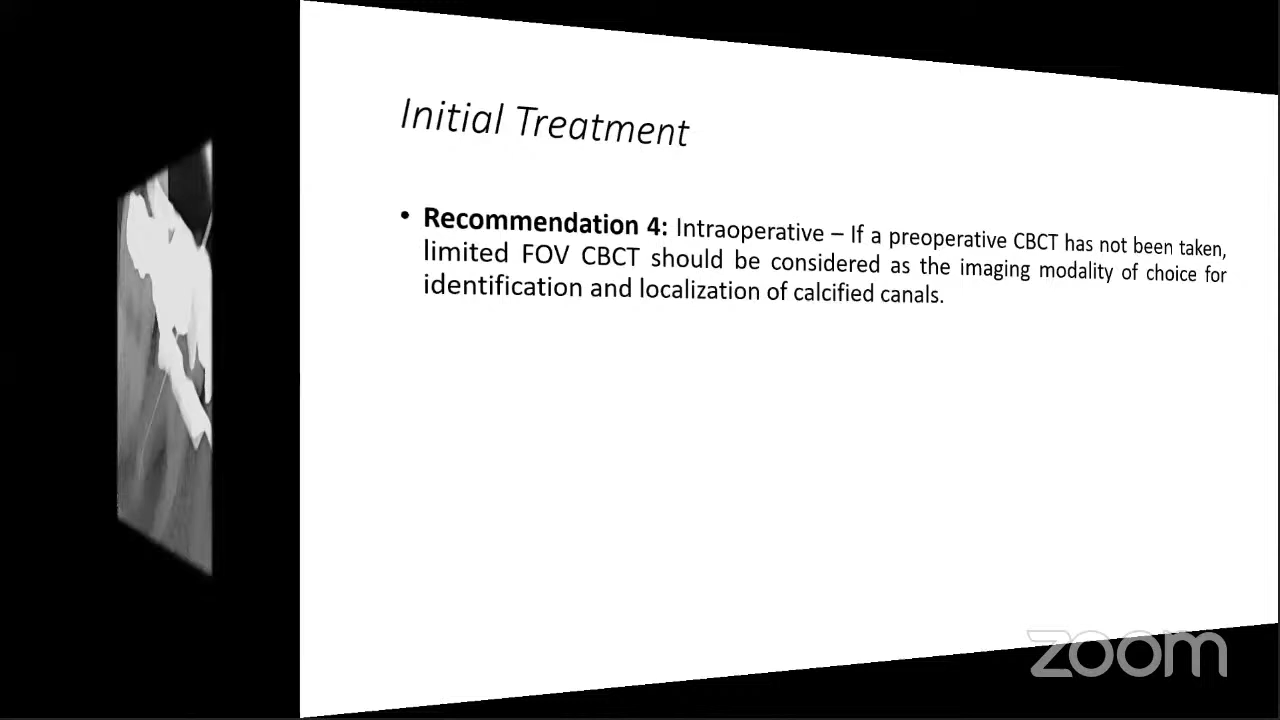 Initial Treatment
• Recommendation 4: Intraoperative – If a preoperative CBCT has not been taken,
limited FOV CBCT should be considered as the imaging modality of choice for
identification and localization of calcified canals.
zoom